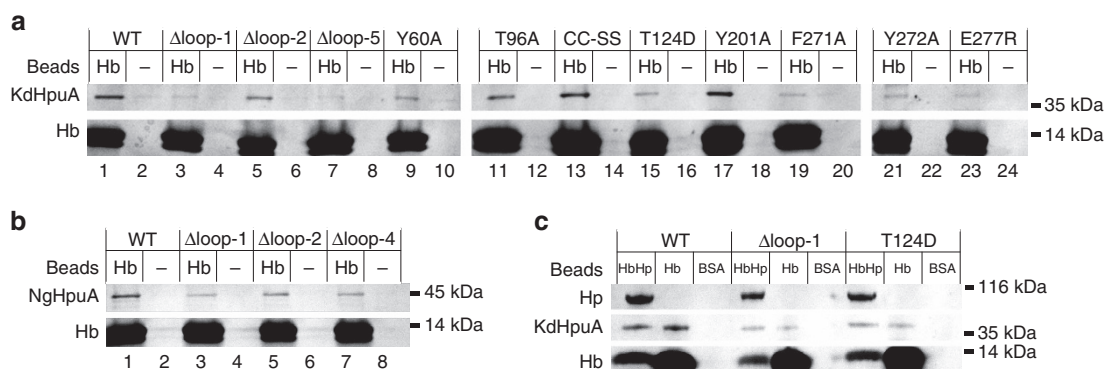 a
WT Δloop-1 Δloop-2 Δloop-5 Y60A T96A CC-SS T124D Y201A F271A Y272A E277R
Beads Hb – Hb – Hb – Hb – Hb – Hb – Hb – Hb – Hb – Hb – Hb – Hb –
KdHpuA 35 kDa
Hb 14 kDa
1 2 3 4 5 6 7 8 9 10 11 12 13 14 15 16 17 18 19 20 21 22 23 24
b
WT Δloop-1 Δloop-2 Δloop-4
Beads Hb – Hb – Hb – Hb –
NgHpuA 45 kDa
Hb 14 kDa
1 2 3 4 5 6 7 8
c
WT Δloop-1 T124D
Beads HbHp Hb BSA HbHp Hb BSA HbHp Hb BSA
Hp 116 kDa
KdHpuA 35 kDa
Hb 14 kDa